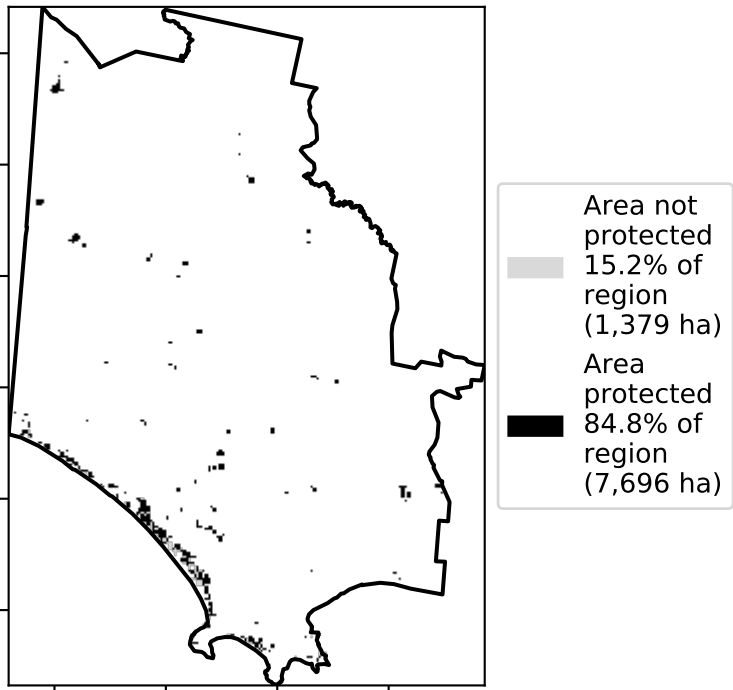 Area not
protected
15.2% of
region
(1,379 ha)
Area
protected
84.8% of
region
(7,696 ha)